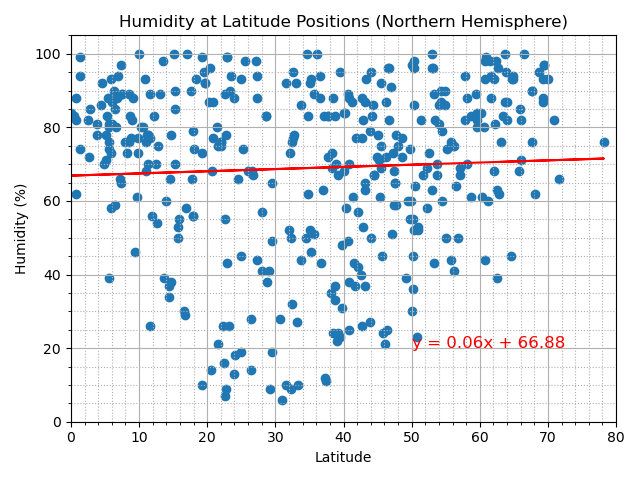 Humidity at Latitude Positions (Northern Hemisphere)
Humidity (%)
100
80
60
40
20
0
y = 0.06x + 66.88
0 10 20 30 40 50 60 70 80
Latitude